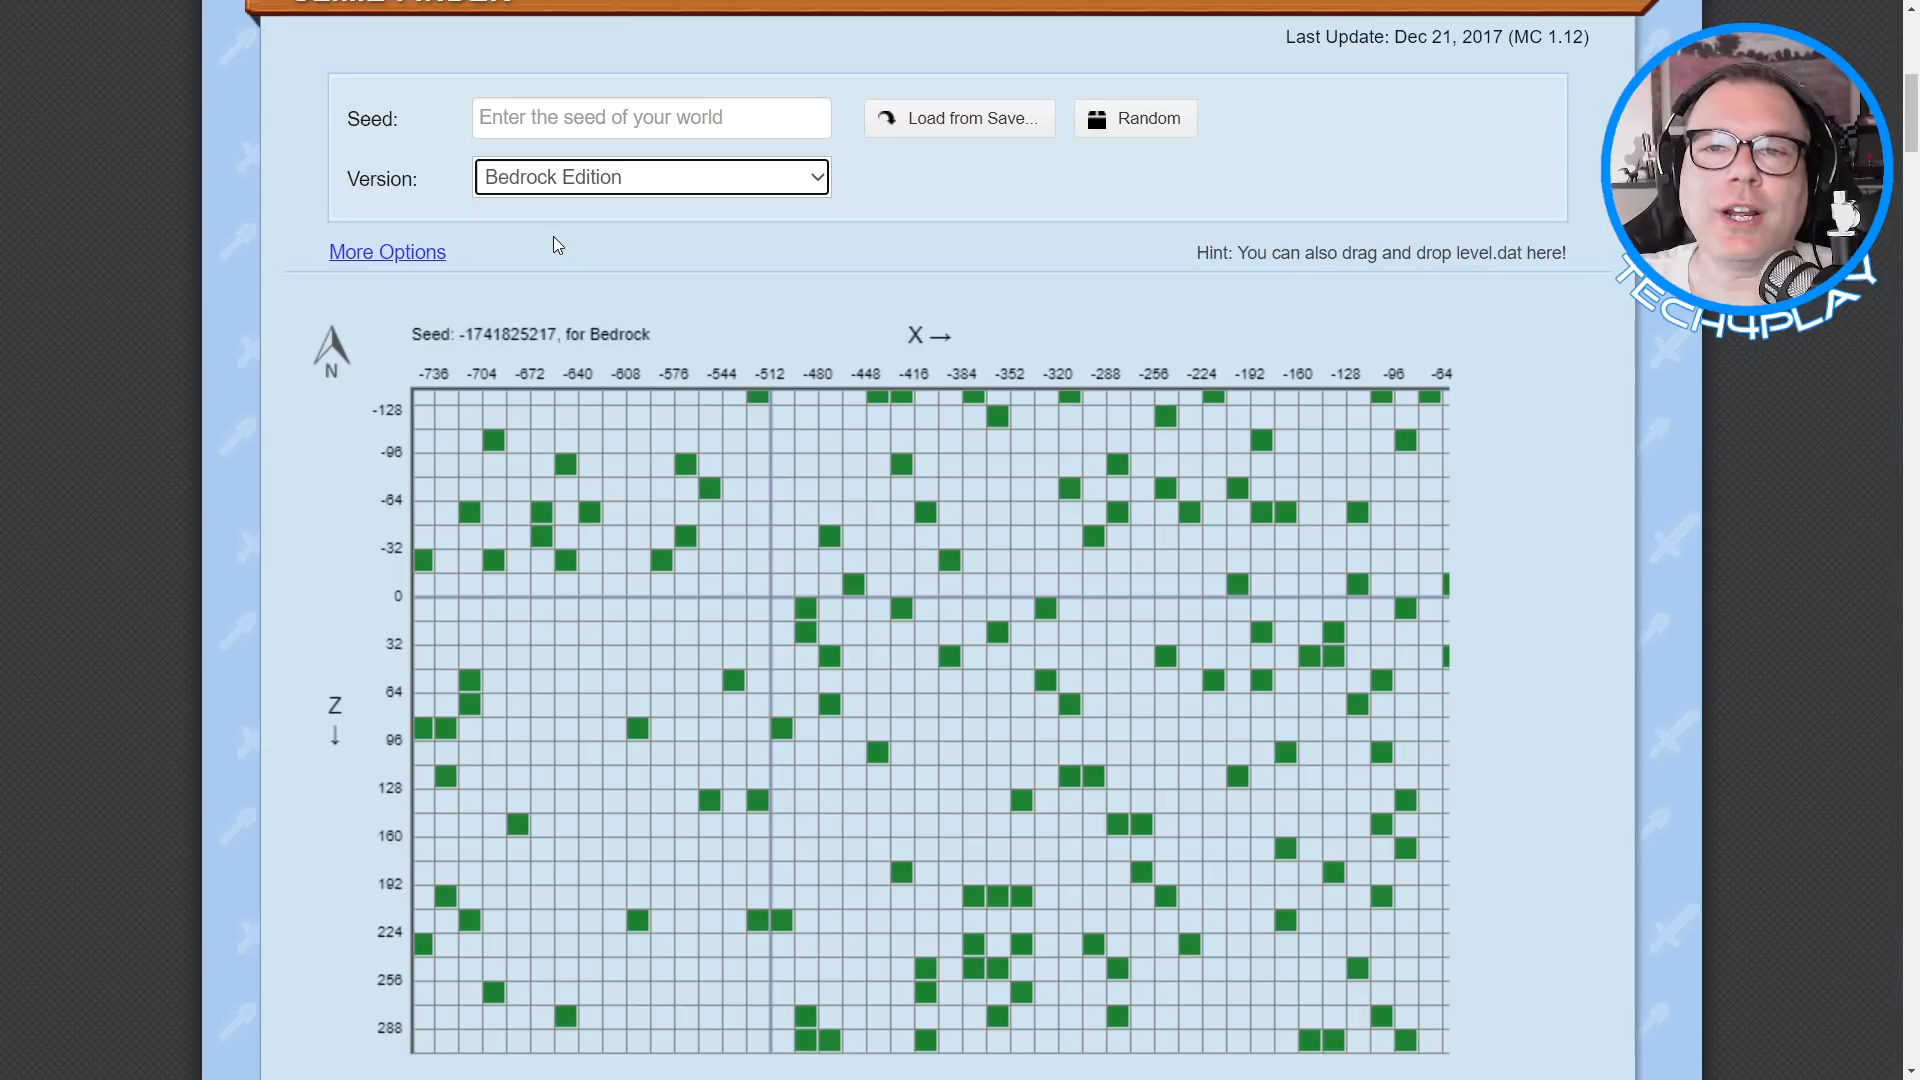 Last Update: Dec 21, 2017 (MC 1.12)
Seed: Enter the seed of your world Load from Save... Random
Version: Bedrock Edition
More Options Hint: You can also drag and drop level.dat here!
TECH4PLAY
Seed: -1741825217, for Bedrock X →
N
-736 -704 -672 -640 -608 -576 -544 -512 -480 -448 -416 -384 -352 -320 -288 -256 -224 -192 -160 -128 -96 -64
-128
-96
-64
-32
0
32
64
Z
↓
96
128
160
192
224
256
288